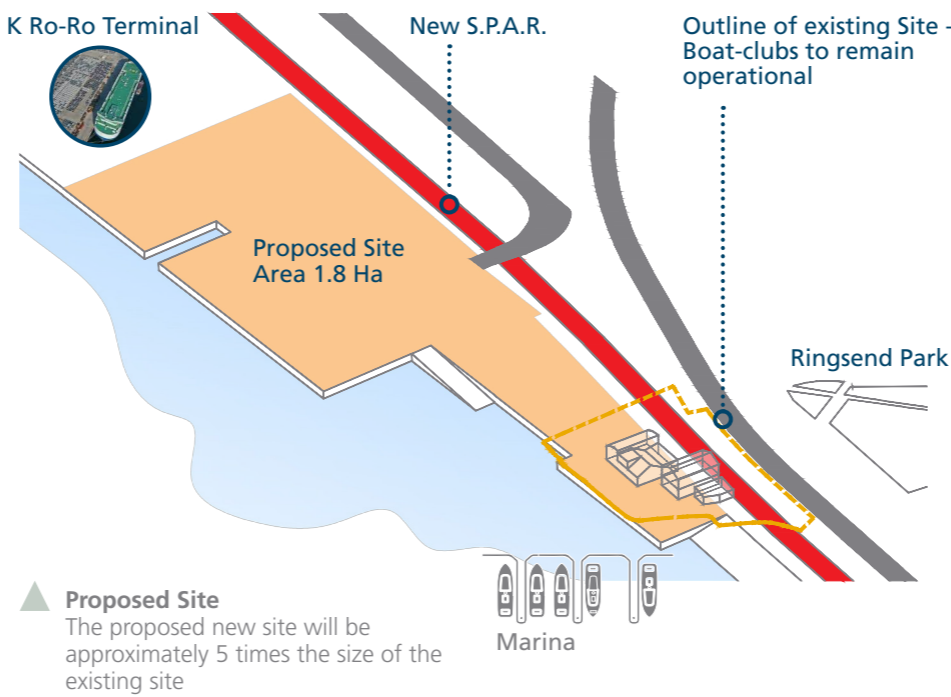 K Ro-Ro Terminal
New S.P.A.R.
Outline of existing Site -
Boat-clubs to remain
operational
Proposed Site
Area 1.8 Ha
Ringsend Park
Marina
Proposed Site
The proposed new site will be
approximately 5 times the size of the
existing site